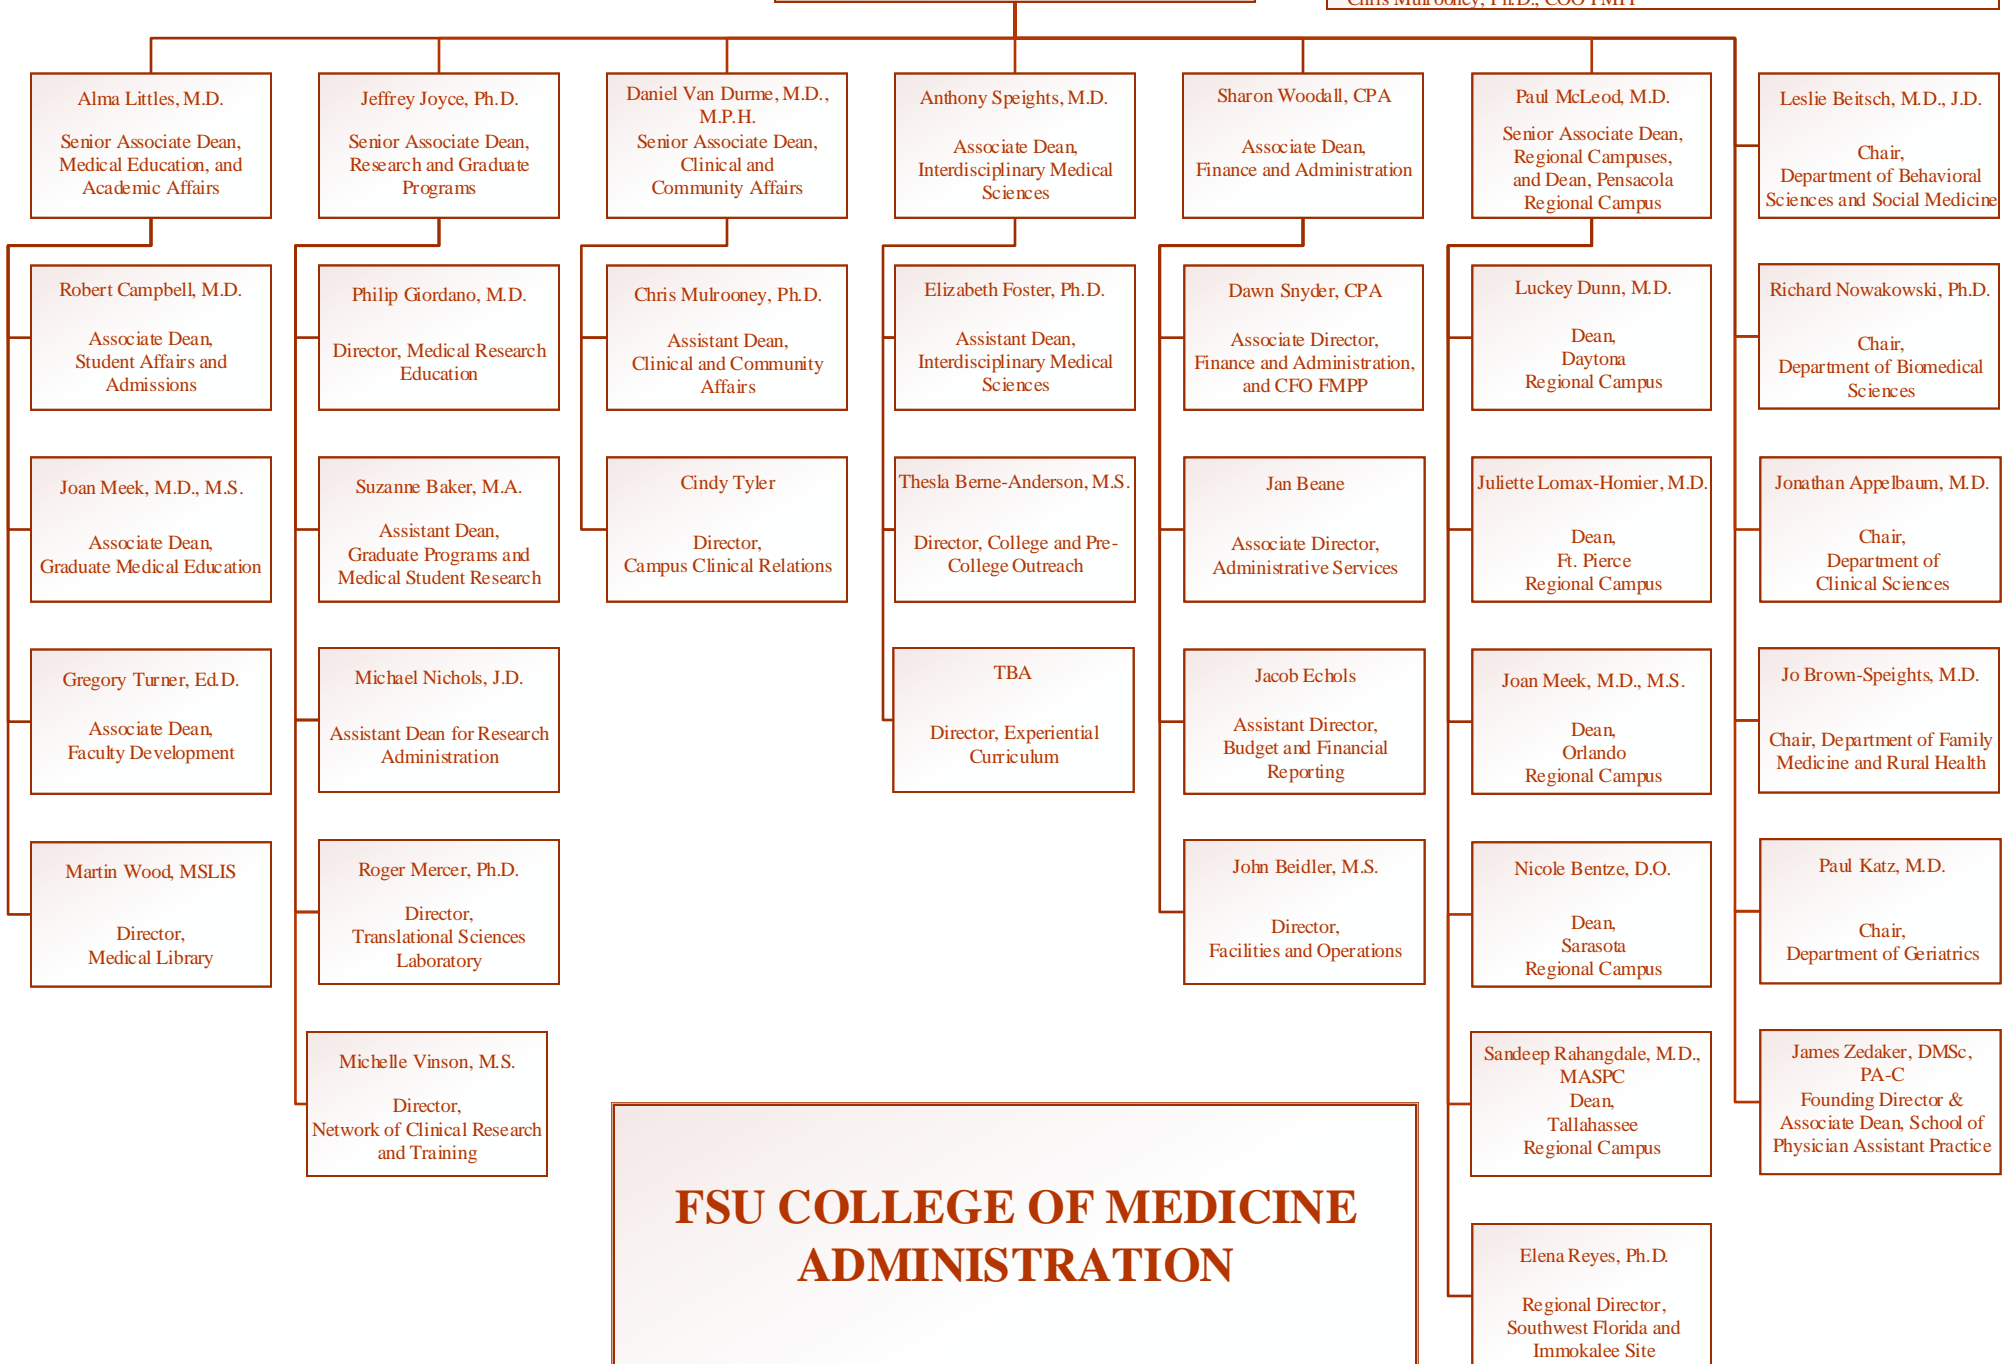 Chris Mulrooney, Ph.D., COO FMPP
Alma Littles, M.D.
Senior Associate Dean,
Medical Education, and
Academic Affairs
Jeffrey Joyce, Ph.D.
Senior Associate Dean,
Research and Graduate
Programs
Daniel Van Durme, M.D.,
M.P.H.
Senior Associate Dean,
Clinical and
Community Affairs
Anthony Speights, M.D.
Associate Dean,
Interdisciplinary Medical
Sciences
Sharon Woodall, CPA
Associate Dean,
Finance and Administration
Paul McLeod, M.D.
Senior Associate Dean,
Regional Campuses,
and Dean, Pensacola
Regional Campus
Leslie Beitsch, M.D., J.D.
Chair,
Department of Behavioral
Sciences and Social Medicine
Robert Campbell, M.D.
Associate Dean,
Student Affairs and
Admissions
Philip Giordano, M.D.
Director, Medical Research
Education
Chris Mulrooney, Ph.D.
Assistant Dean,
Clinical and Community
Affairs
Elizabeth Foster, Ph.D.
Assistant Dean,
Interdisciplinary Medical
Sciences
Dawn Snyder, CPA
Associate Director,
Finance and Administration,
and CFO FMPP
Luckey Dunn, M.D.
Dean,
Daytona
Regional Campus
Richard Nowakowski, Ph.D.
Chair,
Department of Biomedical
Sciences
Joan Meek, M.D., M.S.
Associate Dean,
Graduate Medical Education
Suzanne Baker, M.A.
Assistant Dean,
Graduate Programs and
Medical Student Research
Cindy Tyler
Director,
Campus Clinical Relations
Thesla Berne-Anderson, M.S.
Director, College and Pre-
College Outreach
Jan Beane
Associate Director,
Administrative Services
Juliette Lomax-Homier, M.D.
Dean,
Ft. Pierce
Regional Campus
Jonathan Appelbaum, M.D.
Chair,
Department of
Clinical Sciences
Gregory Turner, Ed.D.
Associate Dean,
Faculty Development
Michael Nichols, J.D.
Assistant Dean for Research
Administration
TBA
Director, Experiential
Curriculum
Jacob Echols
Assistant Director,
Budget and Financial
Reporting
Joan Meek, M.D., M.S.
Dean,
Orlando
Regional Campus
Jo Brown-Speights, M.D.
Chair, Department of Family
Medicine and Rural Health
Martin Wood, MSLIS
Director,
Medical Library
Roger Mercer, Ph.D.
Director,
Translational Sciences
Laboratory
John Beidler, M.S.
Director,
Facilities and Operations
Nicole Bentze, D.O.
Dean,
Sarasota
Regional Campus
Paul Katz, M.D.
Chair,
Department of Geriatrics
Michelle Vinson, M.S.
Director,
Network of Clinical Research
and Training
Sandeep Rahangdale, M.D.,
MASPC
Dean,
Tallahassee
Regional Campus
James Zedaker, DMSc,
PA-C
Founding Director &
Associate Dean, School of
Physician Assistant Practice
FSU COLLEGE OF MEDICINE
ADMINISTRATION
Elena Reyes, Ph.D.
Regional Director,
Southwest Florida and
Immokalee Site